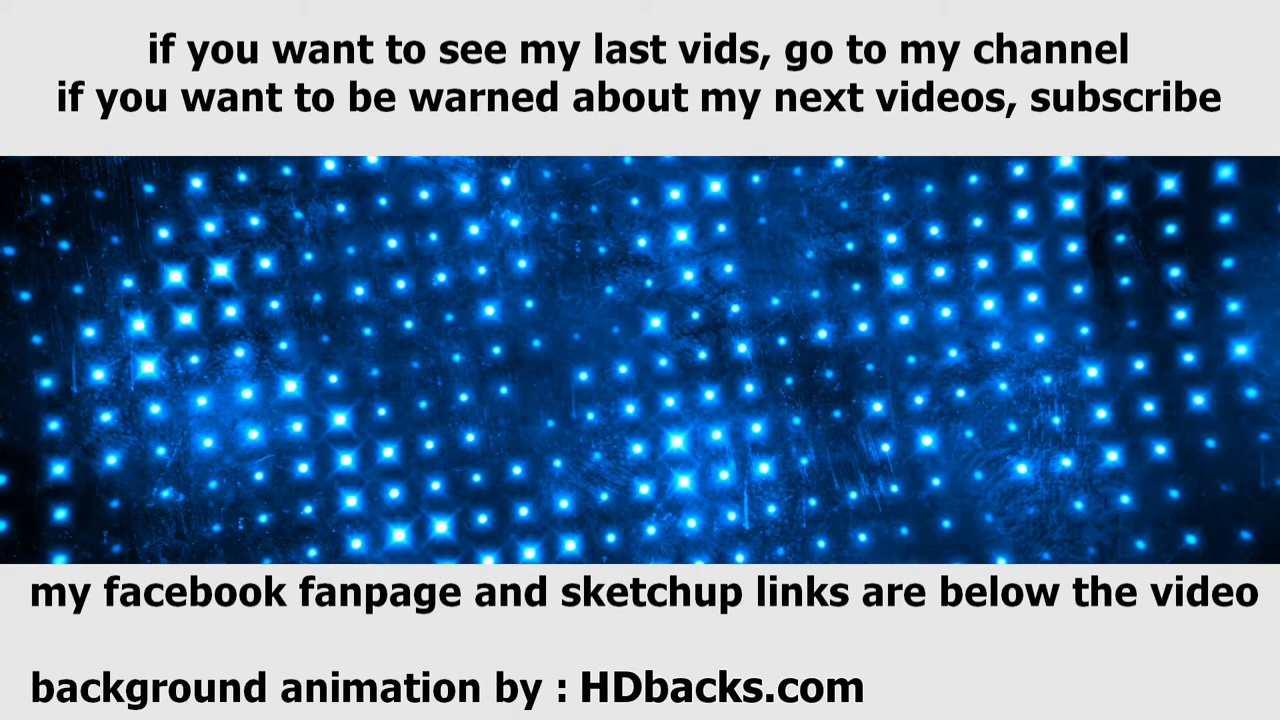 if you want to see my last vids, go to my channel
if you want to be warned about my next videos, subscribe
my facebook fanpage and sketchup links are below the video
background animation by : HDbacks.com